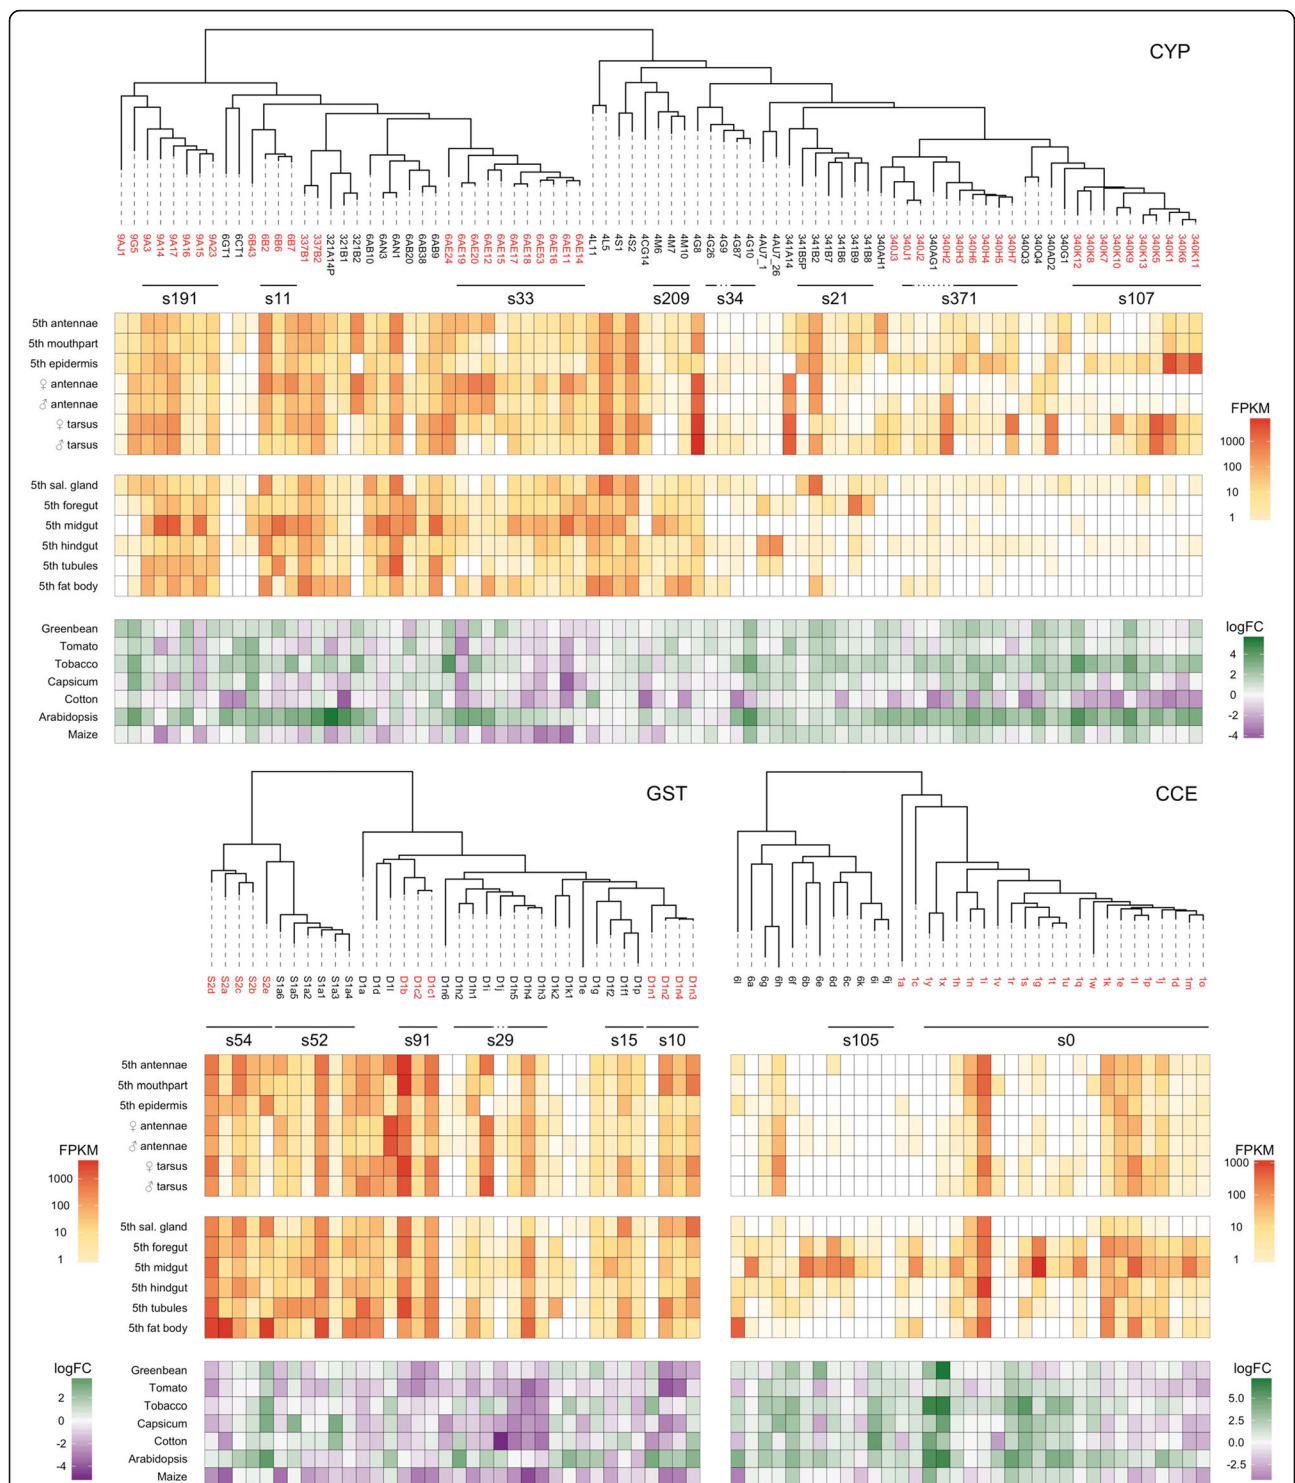 CYP
9AJ1 9G5 9A3 9A14 9A17 9A16 9A15 9A23 6GT1 6CT1 6B43 6B2 6B6 6B7 337B1 337B2 321A14P 321B1 321B2 6AB10 6AN3 6AN1 6AB20 6AB38 6AB9 6AE24 6AE19 6AE20 6AE12 6AE15 6AE17 6AE18 6AE53 6AE16 6AE11 6AE14 4L11 4L5 4S1 4S2 4CG14 4M6 4M7 4M10 4G8 4G26 4G9 4G87 4G10 4AU7_1 4AU7_26 341A14 341B5P 341B2 341B7 341B6 341B9 341B8 340AH1 340U3 340U1 340U2 340AG1 340H2 340H3 340H6 340H4 340H5 340H7 340Q3 340Q4 340AD2 340G1 340K12 340K8 340K7 340K10 340K9 340K13 340K5 340K1 340K6 340K11
s191 s11 s33 s209 s34 s21 s371 s107
5th antennae
5th mouthpart
5th epidermis
♀ antennae
♂ antennae
♀ tarsus
♂ tarsus
FPKM
1000
100
10
1
5th sal. gland
5th foregut
5th midgut
5th hindgut
5th tubules
5th fat body
Greenbean
Tomato
Tobacco
Capsicum
Cotton
Arabidopsis
Maize
logFC
4
2
0
-2
-4
GST
CCE
S2d S2a S2c S2b S2e S1a6 S1a5 S1a2 S1a1 S1a3 S1a4 D1a D1d D1l D1b D1c2 D1c1 D1n6 D1h2 D1h1 D1i D1j D1h5 D1h4 D1h3 D1k2 D1k1 D1e D1g D1f2 D1f1 D1p D1n1 D1n2 D1n4 D1n3
6l 6a 6g 6h 6f 6b 6e 6d 6c 6k 6i 6j 1a 1c 1y 1x 1h 1n 1i 1v 1r 1s 1g 1t 1u 1q 1w 1k 1e 1l 1p 1j 1d 1m 1o
s54 s52 s91 s29 s15 s10
s105 s0
5th antennae
5th mouthpart
5th epidermis
♀ antennae
♂ antennae
♀ tarsus
♂ tarsus
FPKM
1000
100
10
1
FPKM
1000
100
10
1
5th sal. gland
5th foregut
5th midgut
5th hindgut
5th tubules
5th fat body
logFC
2
0
-2
-4
Greenbean
Tomato
Tobacco
Capsicum
Cotton
Arabidopsis
Maize
logFC
5.0
2.5
0.0
-2.5